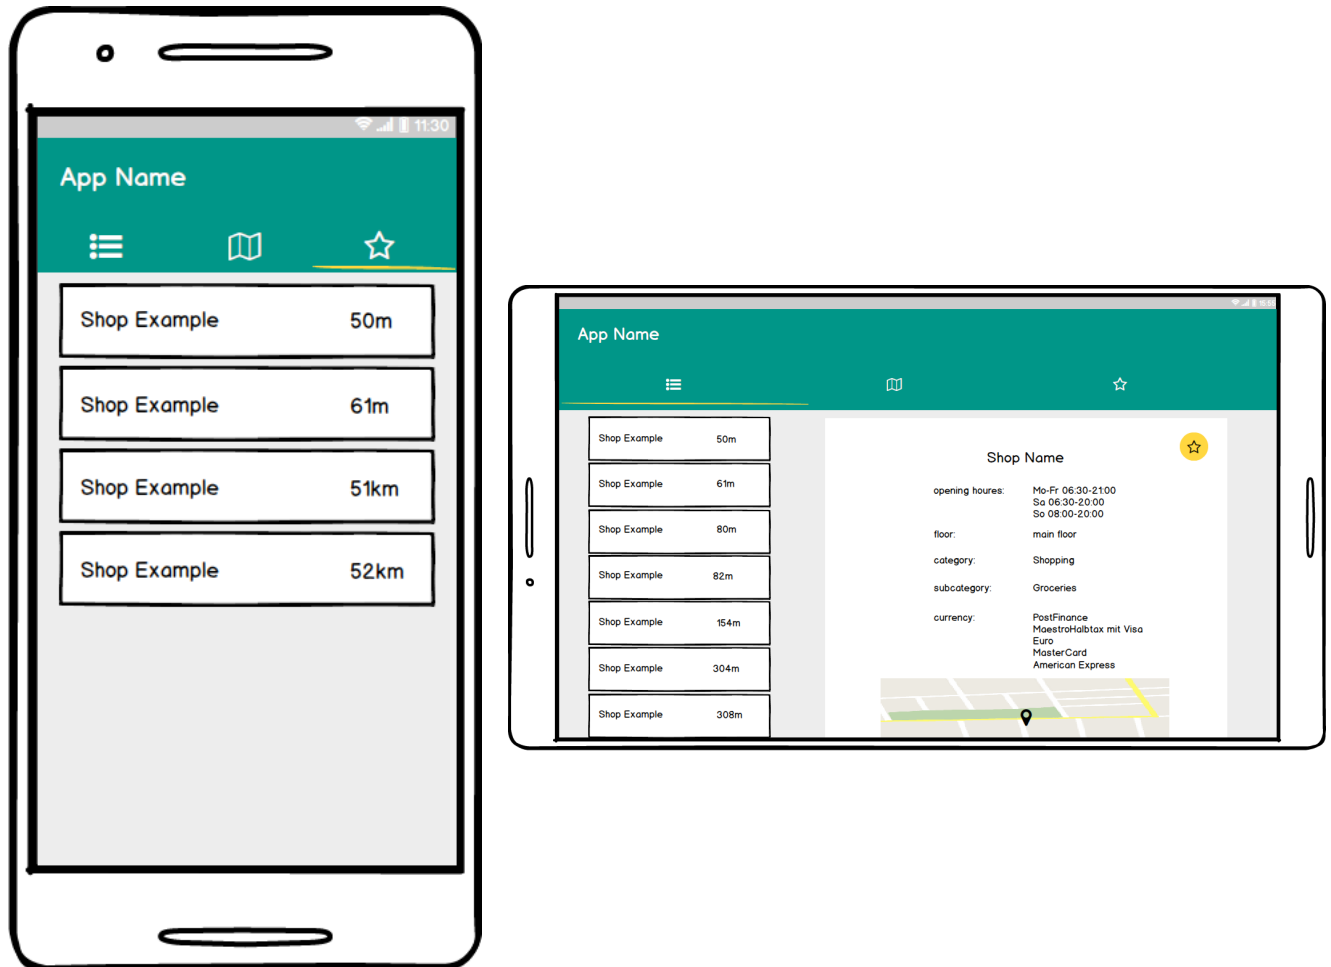 11:30
App Name
Shop Example 50m
Shop Example 61m
Shop Example 51km
Shop Example 52km
15:55
App Name
Shop Example 50m
Shop Example 61m
Shop Example 80m
Shop Example 82m
Shop Example 154m
Shop Example 304m
Shop Example 308m
Shop Name
opening houres: Mo-Fr 06:30-21:00
Sa 06:30-20:00
So 08:00-20:00
floor: main floor
category: Shopping
subcategory: Groceries
currency: PostFinance
MaestroHalbtax mit Visa
Euro
MasterCard
American Express